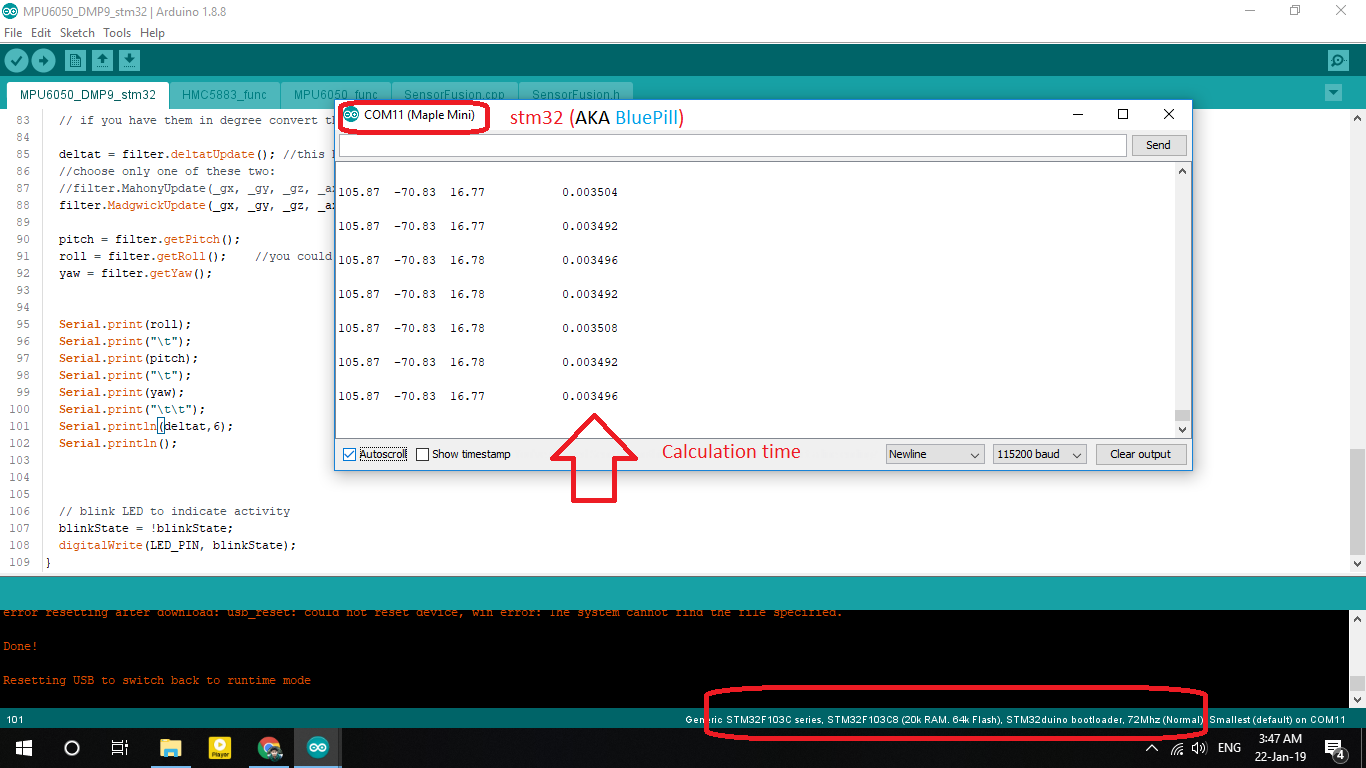 MPU6050_DMP9_stm32 | Arduino 1.8.8
File Edit Sketch Tools Help
MPU6050_DMP9_stm32 HMC5883_func MPU6050_func SensorFusion.cpp SensorFusion.h
COM11 (Maple Mini)
stm32 (AKA BluePill)
Send
105.87 -70.83 16.77 0.003504
105.87 -70.83 16.77 0.003492
105.87 -70.83 16.78 0.003496
105.87 -70.83 16.78 0.003492
105.87 -70.83 16.78 0.003508
105.87 -70.83 16.78 0.003492
105.87 -70.83 16.77 0.003496
Autoscroll Show timestamp Newline 115200 baud Clear output
Calculation time
83 // if you have them in degree convert th
84
85 deltat = filter.deltatUpdate(); //this
86 //choose only one of these two:
87 //filter.MahonyUpdate(_gx, _gy, _gz, _a
88 filter.MadgwickUpdate(_gx, _gy, _gz, _a
89
90 pitch = filter.getPitch();
91 roll = filter.getRoll(); //you could
92 yaw = filter.getYaw();
93
94
95 Serial.print(roll);
96 Serial.print("\t");
97 Serial.print(pitch);
98 Serial.print("\t");
99 Serial.print(yaw);
100 Serial.print("\t\t");
101 Serial.println(deltat,6);
102 Serial.println();
103
104
105
106 // blink LED to indicate activity
107 blinkState = !blinkState;
108 digitalWrite(LED_PIN, blinkState);
109 }
error resetting after download: usb_reset: could not reset device, win error: The system cannot find the file specified.
Done!
Resetting USB to switch back to runtime mode
101 Generic STM32F103C series, STM32F103C8 (20k RAM. 64k Flash), STM32duino bootloader, 72Mhz (Normal), Smallest (default) on COM11
Player
ENG
3:47 AM
22-Jan-19
4